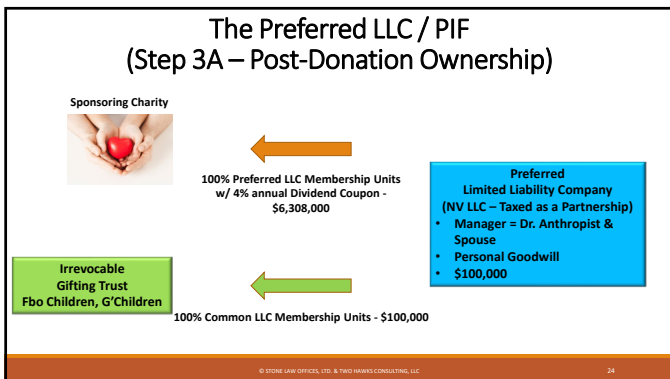 The Preferred LLC / PIF
(Step 3A – Post-Donation Ownership)
Sponsoring Charity
100% Preferred LLC Membership Units
w/ 4% annual Dividend Coupon -
$6,308,000
Preferred
Limited Liability Company
(NV LLC – Taxed as a Partnership)
• Manager = Dr. Anthropist &
Spouse
• Personal Goodwill
• $100,000
Irrevocable
Gifting Trust
Fbo Children, G'Children
100% Common LLC Membership Units - $100,000
© STONE LAW OFFICES, LTD. & TWO HAWKS CONSULTING, LLC
24